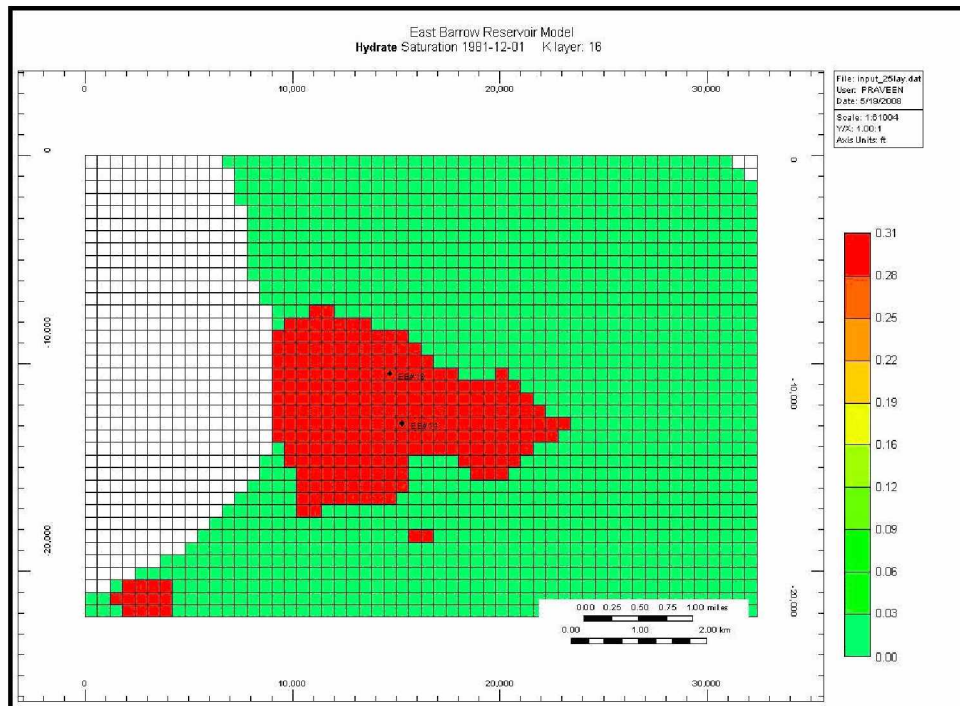 East Barrow Reservoir Model
Hydrate Saturation 1981-12-01 K layer: 16
File: input_25lay.dat
User: PRAVEEN
Date: 5/19/2008
Scale: 1:61004
Y/X: 1.00:1
Axis Units: ft
0 10,000 20,000 30,000
0
-10,000
-20,000
0
-10,000
-20,000
0.31
0.28
0.25
0.22
0.19
0.16
0.12
0.09
0.06
0.03
0.00
0.00 0.25 0.50 0.75 1.00 miles
0.00 1.00 2.00 km
0 10,000 20,000 30,000